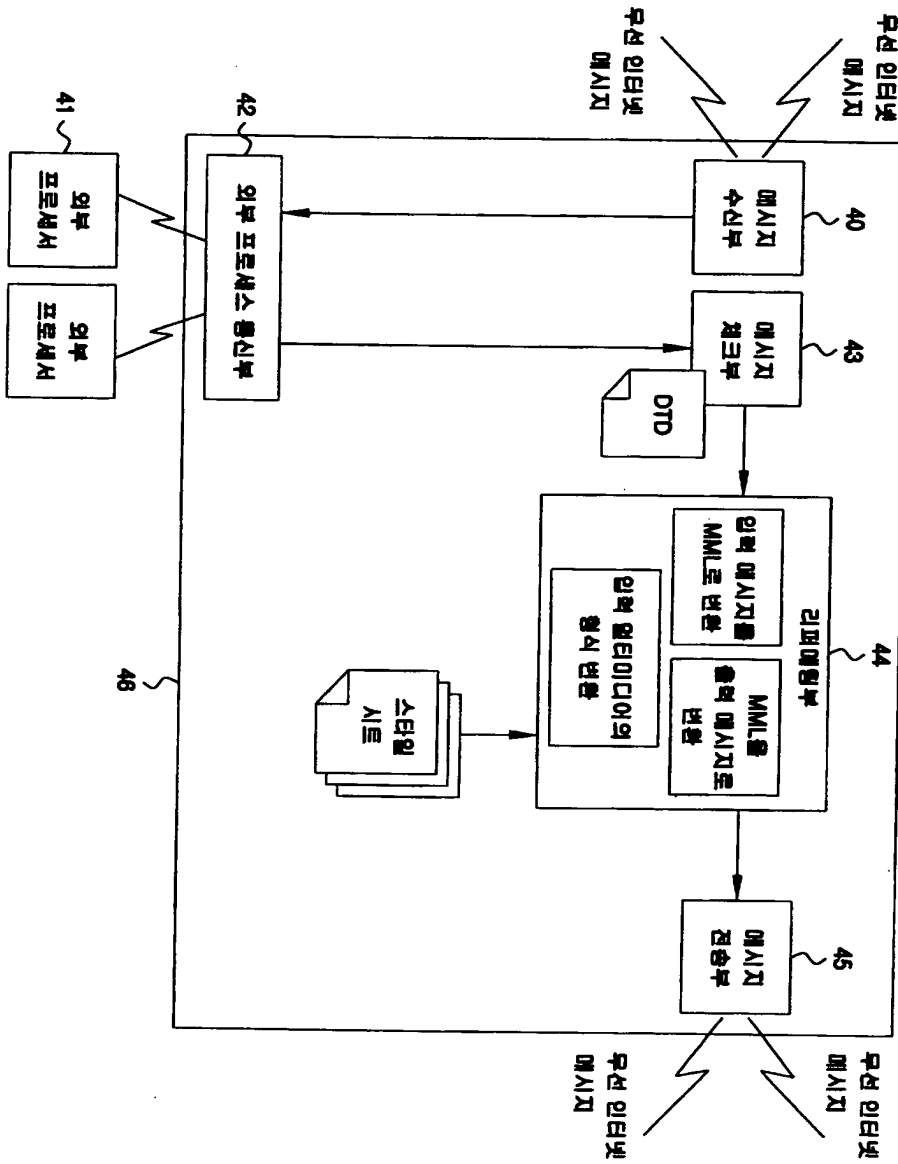 무선 인터넷
메시지
무선 인터넷
메시지
40
메시지
수신부
43
메시지
체크부
DTD
44
리퍼매팅부
입력 메시지를
MML로 변환
MML을
출력 메시지로
변환
입력 멀티미디어의
형식 변환
스타일
시트
45
메시지
전송부
무선 인터넷
메시지
무선 인터넷
메시지
42
외부 프로세스 통신부
46
41
외부
프로세서
외부
프로세서